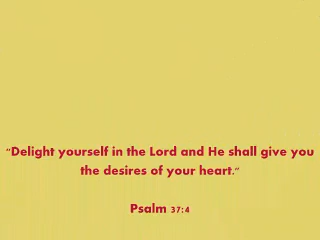 "Delight yourself in the Lord and He shall give you
the desires of your heart."
Psalm 37:4